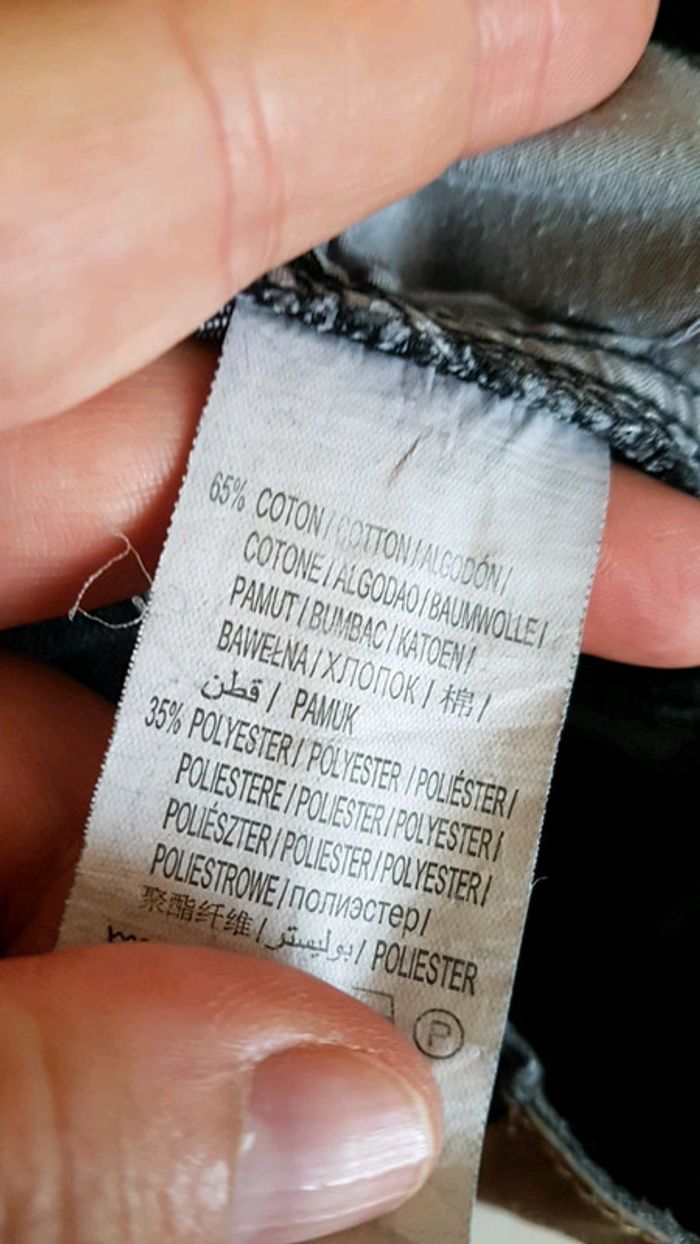 65% COTON / COTTON / ALGODÓN /
COTONE / ALGODAO / BAUMWOLLE /
PAMUT / BUMBAC / KATOEN /
BAWEŁNA / ХЛОПОК / 棉 /
قطن / PAMUK
35% POLYESTER / POLYESTER / POLIÉSTER /
POLIESTERE / POLIESTER / POLYESTER /
POLIÉSZTER / POLIESTER / POLYESTER /
POLIESTROWE / полиэстер /
聚酯纤维 / بوليستر / POLIESTER
P